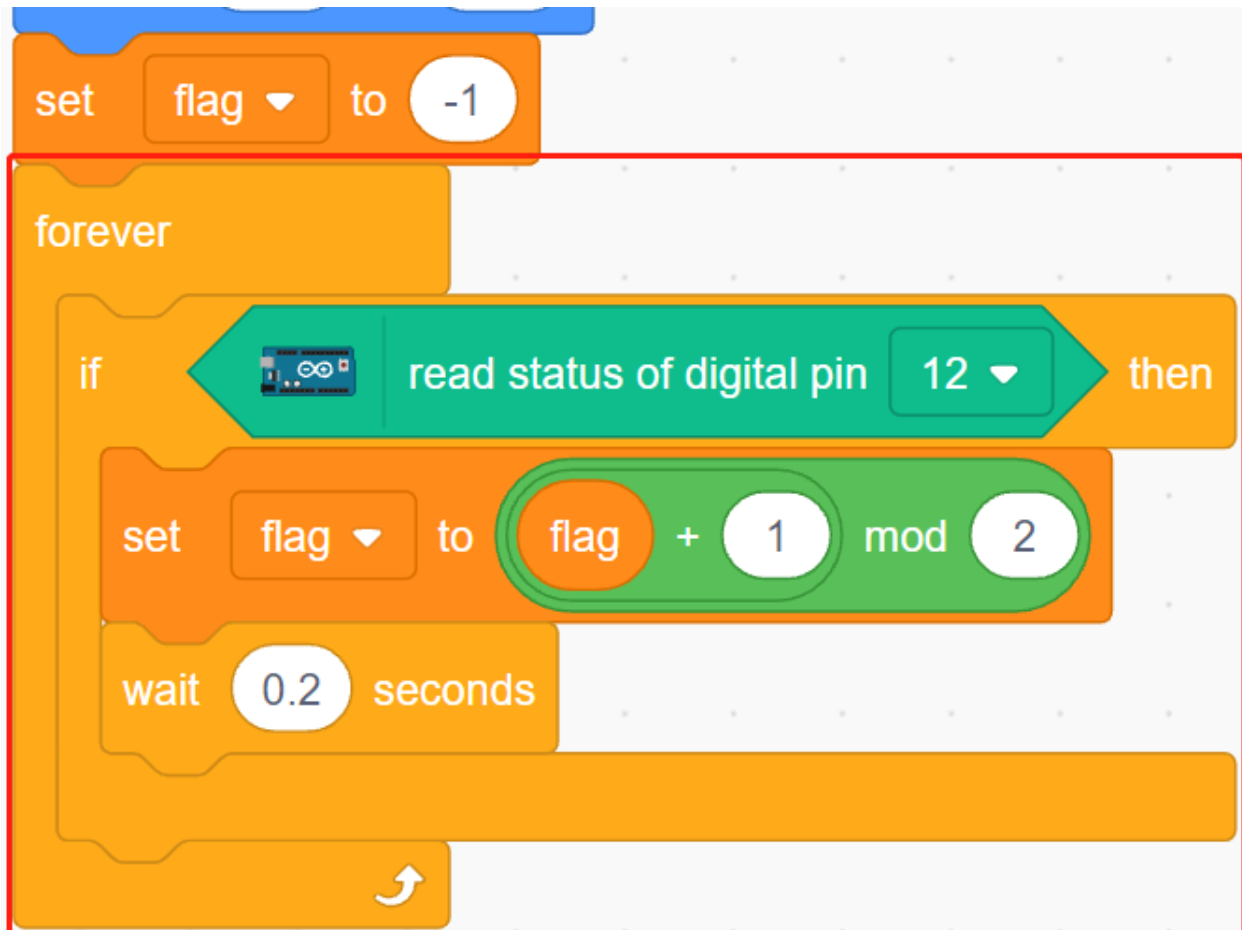 set flag to -1
forever
if read status of digital pin 12 then
set flag to flag + 1 mod 2
wait 0.2 seconds